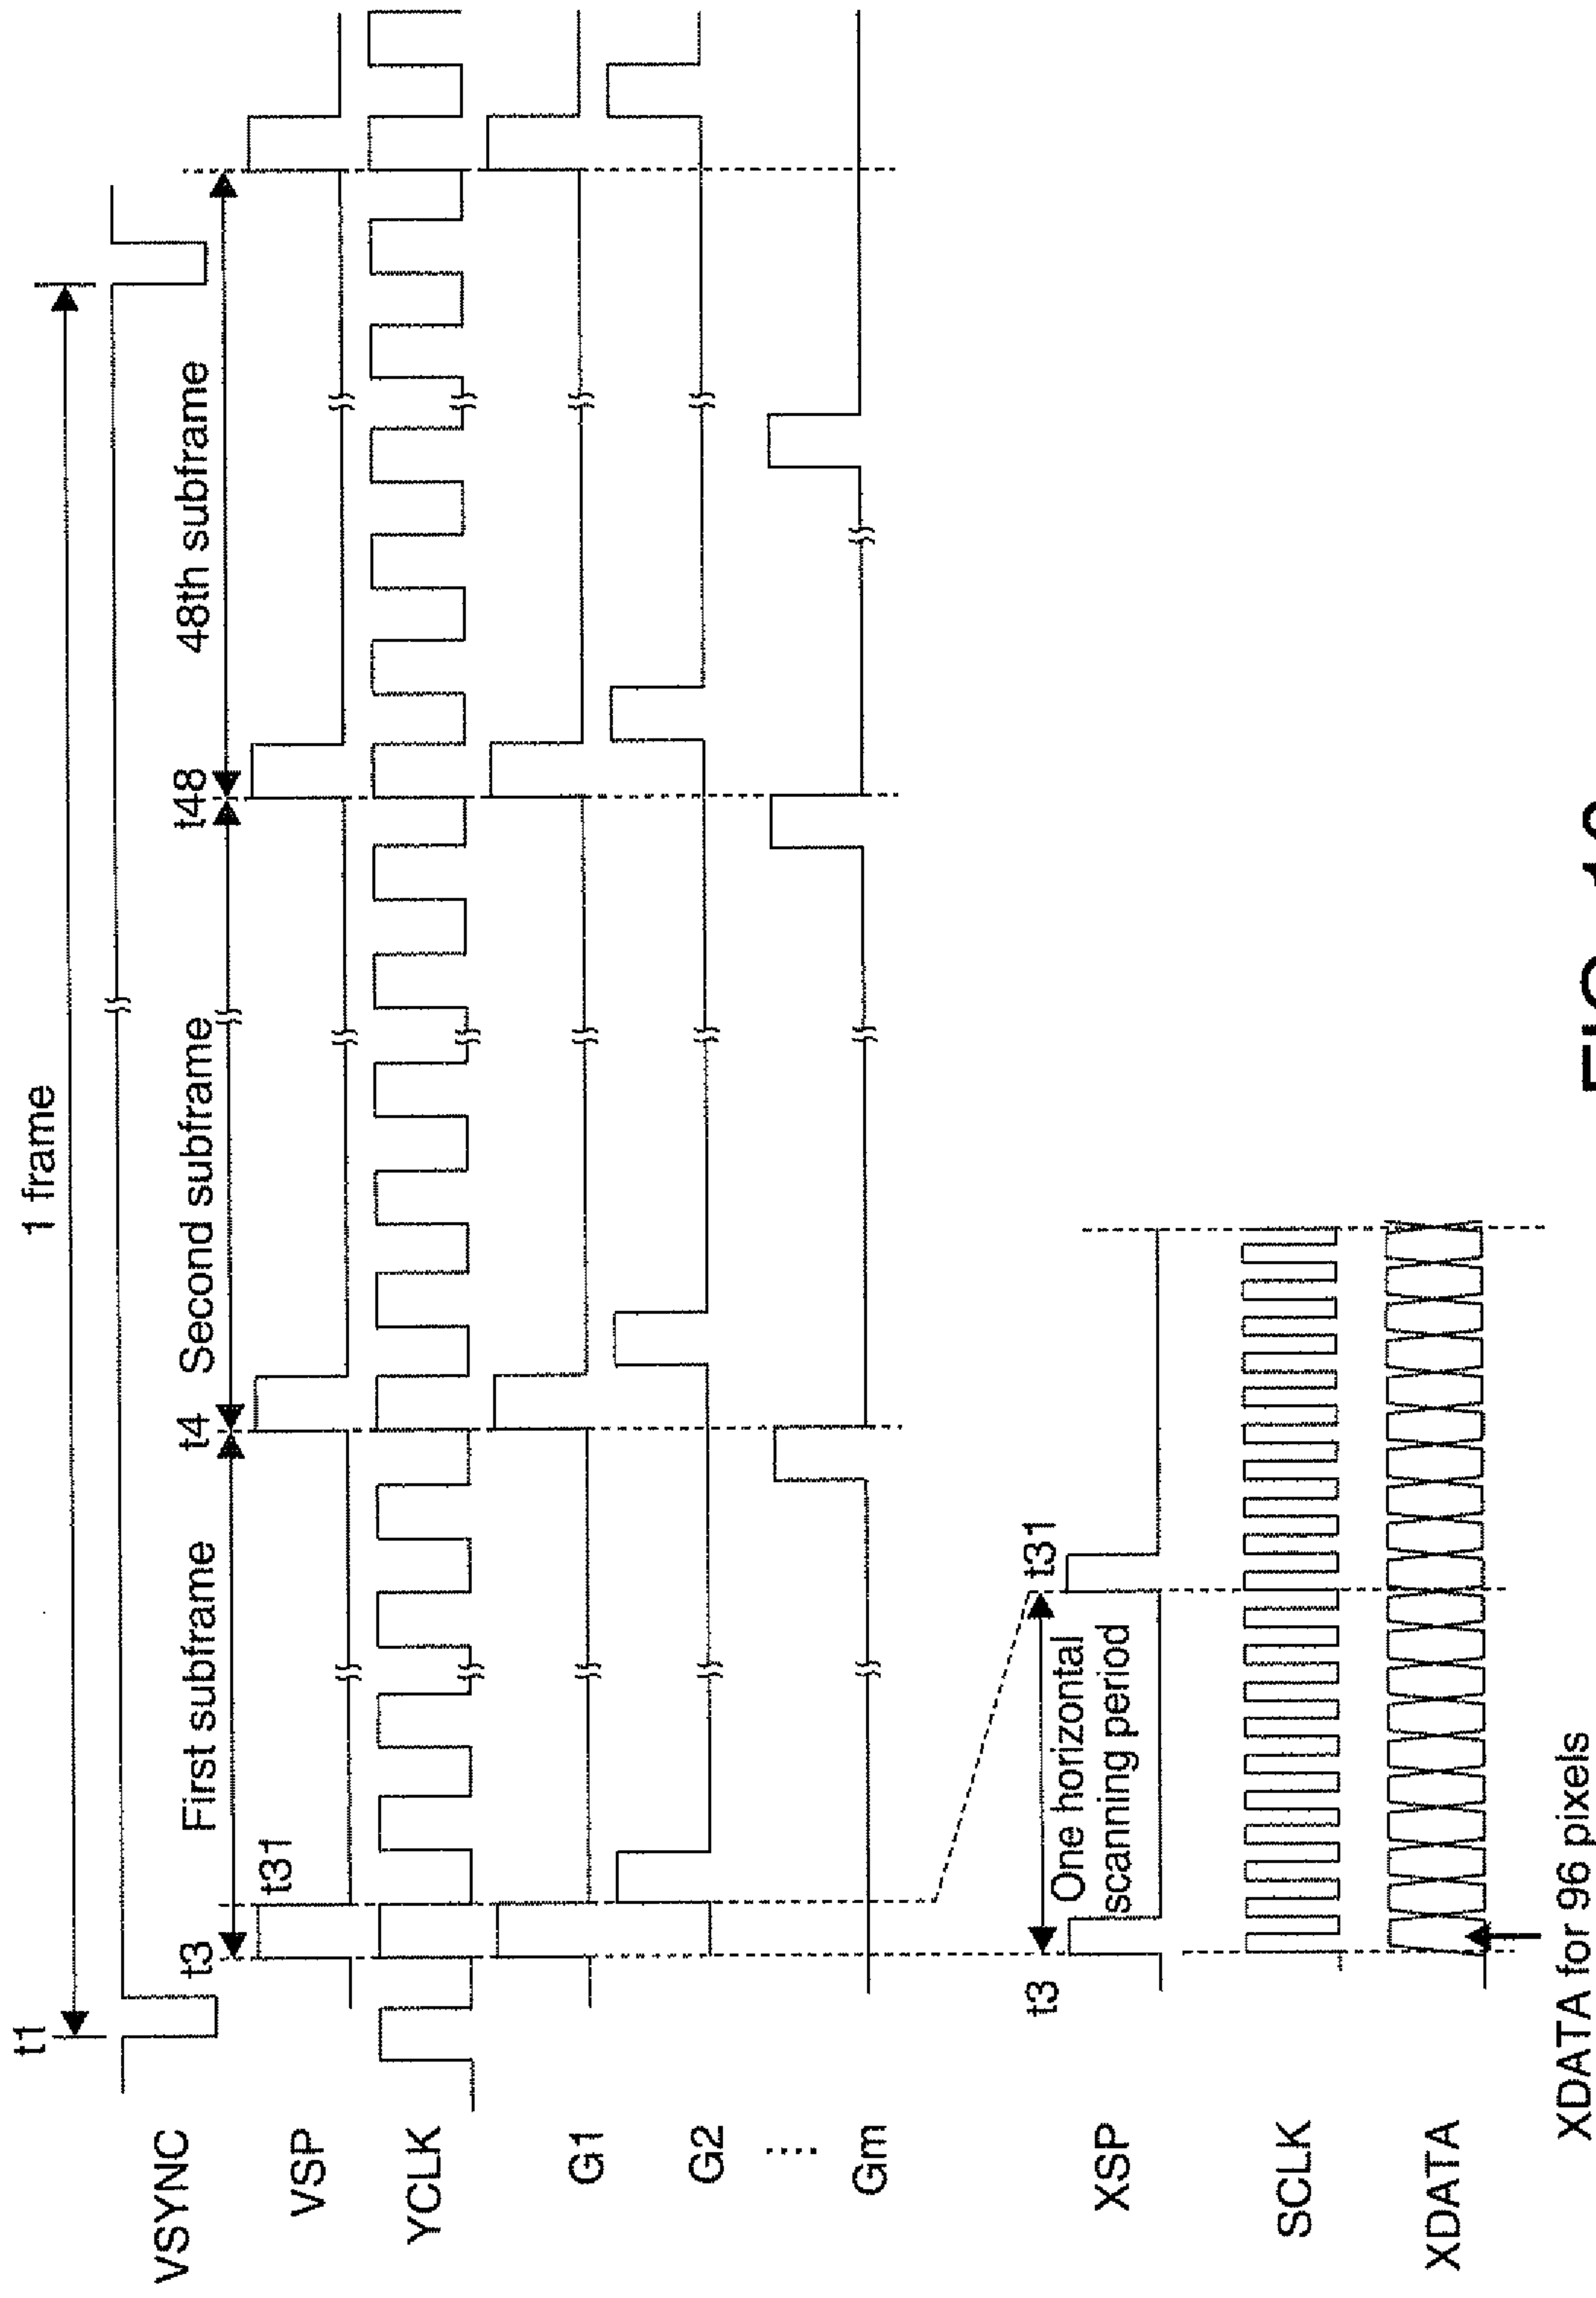 1 frame
t1
VSYNC
t3
First subframe
t4
Second subframe
t48
48th subframe
t31
VSP
YCLK
G1
G2
....
Gm
t3
One horizontal
scanning period
t31
XSP
SCLK
XDATA
XDATA for 96 pixels